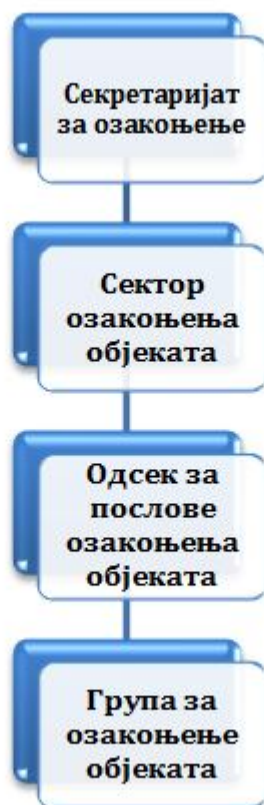 Секретаријат
за озакоњење
Сектор
озакоњења
објеката
Одсек за
послове
озакоњења
објеката
Група за
озакоњење
објеката